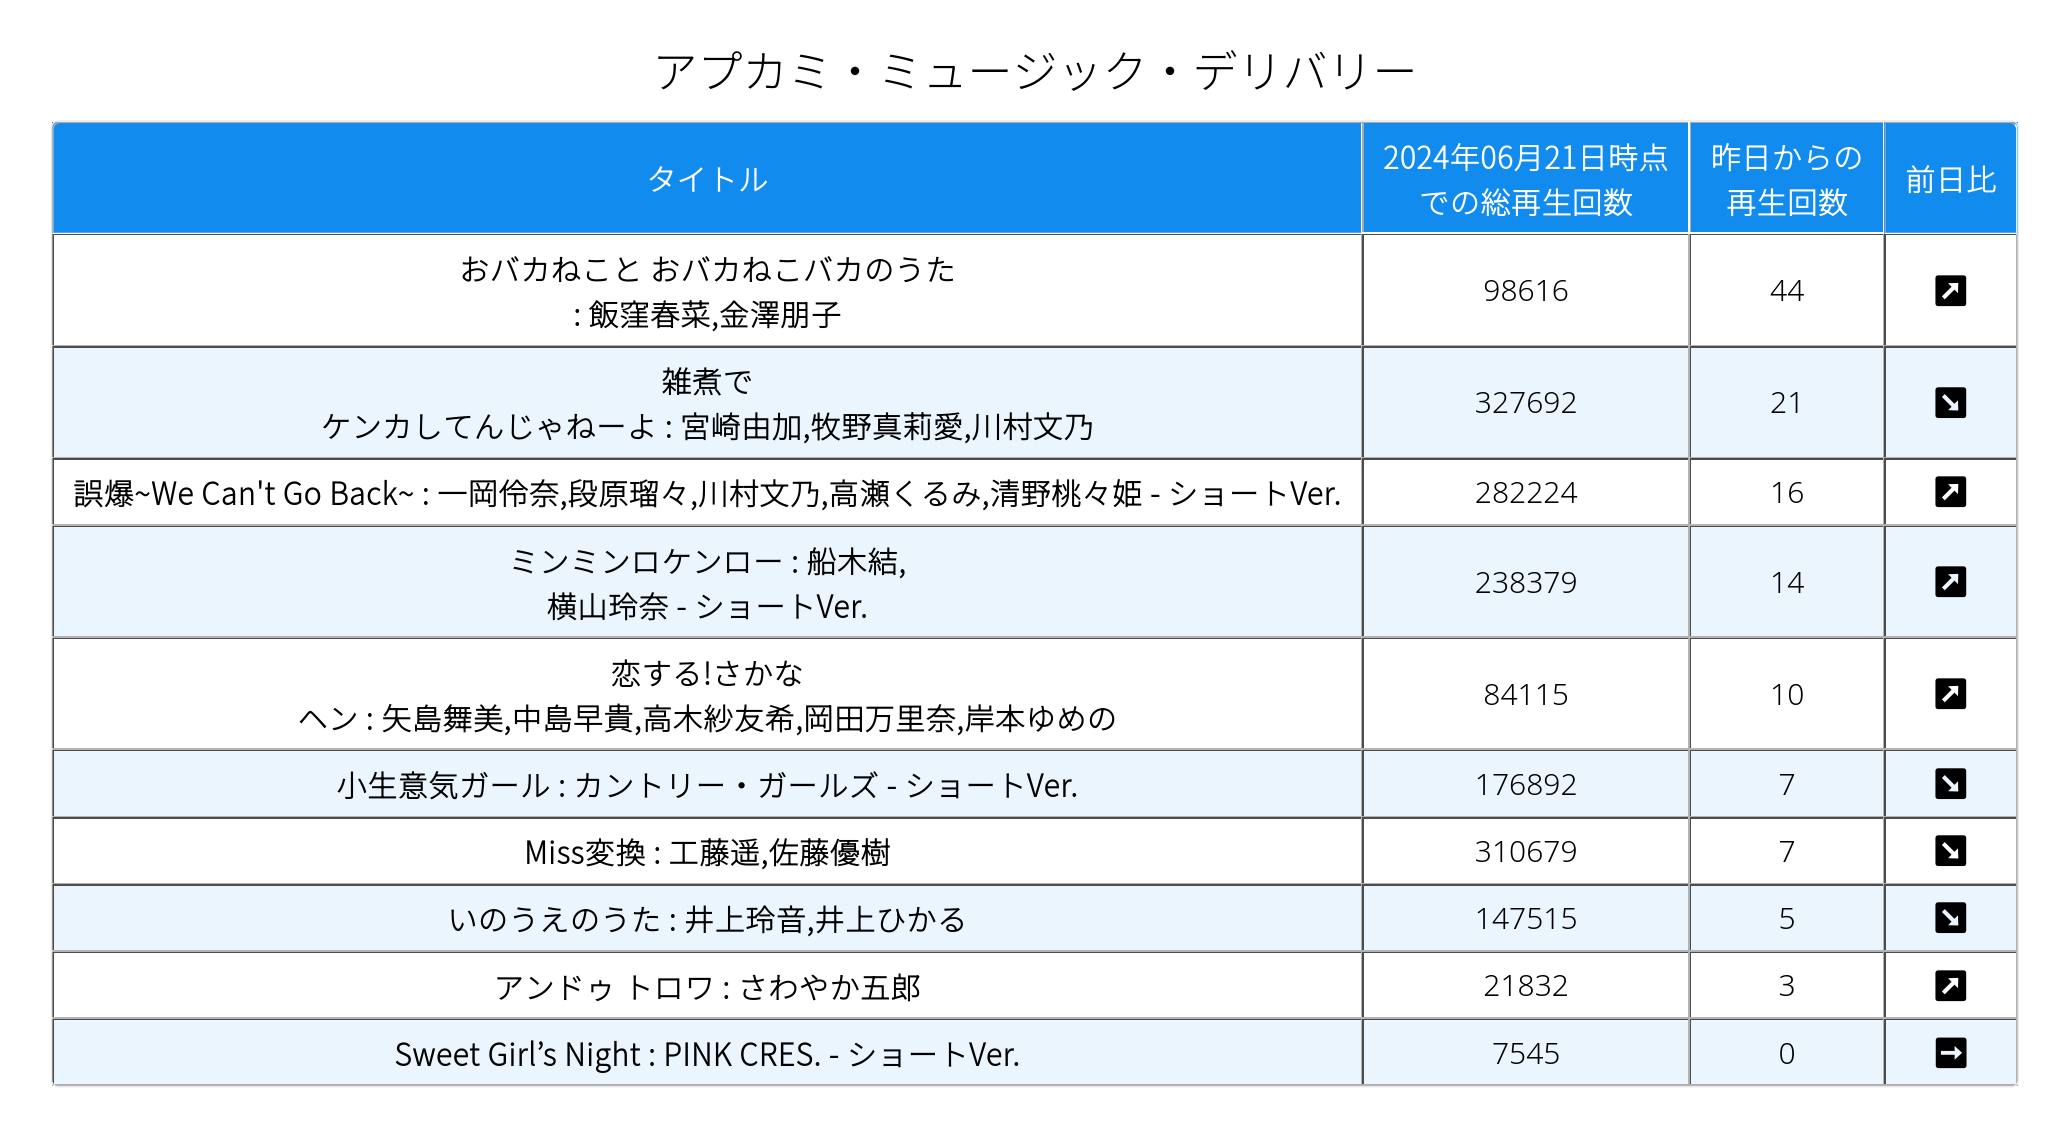 アプカミ・ミュージック・デリバリー
タイトル
2024年06月21日時点
での総再生回数
昨日からの
再生回数
前日比
おバカねこと おバカねこバカのうた
: 飯窪春菜,金澤朋子
98616
44
雑煮で
ケンカしてんじゃねーよ : 宮崎由加,牧野真莉愛,川村文乃
327692
21
誤爆~We Can't Go Back~ : 一岡伶奈,段原瑠々,川村文乃,高瀬くるみ,清野桃々姫 - ショートVer.
282224
16
ミンミンロケンロー : 船木結,
横山玲奈 - ショートVer.
238379
14
恋する!さかな
ヘン : 矢島舞美,中島早貴,高木紗友希,岡田万里奈,岸本ゆめの
84115
10
小生意気ガール : カントリー・ガールズ - ショートVer.
176892
7
Miss変換 : 工藤遥,佐藤優樹
310679
7
いのうえのうた : 井上玲音,井上ひかる
147515
5
アンドゥ トロワ : さわやか五郎
21832
3
Sweet Girl’s Night : PINK CRES. - ショートVer.
7545
0